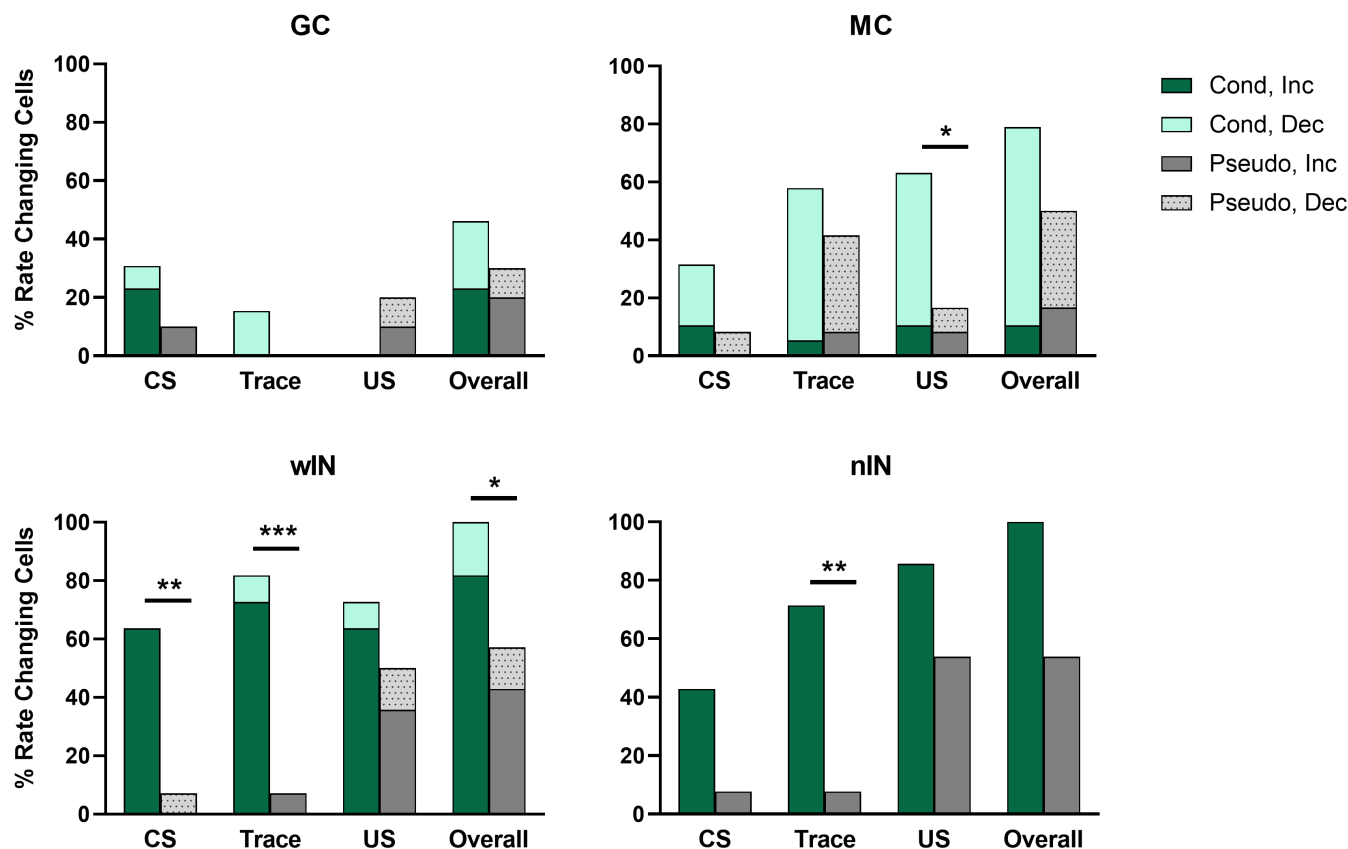 GC
% Rate Changing Cells
100
80
60
40
20
0
CS Trace US Overall
MC
100
80
60
40
20
0
*
CS Trace US Overall
Cond, Inc
Cond, Dec
Pseudo, Inc
Pseudo, Dec
wIN
% Rate Changing Cells
100
80
60
40
20
0
**
***
*
CS Trace US Overall
nIN
100
80
60
40
20
0
**
CS Trace US Overall